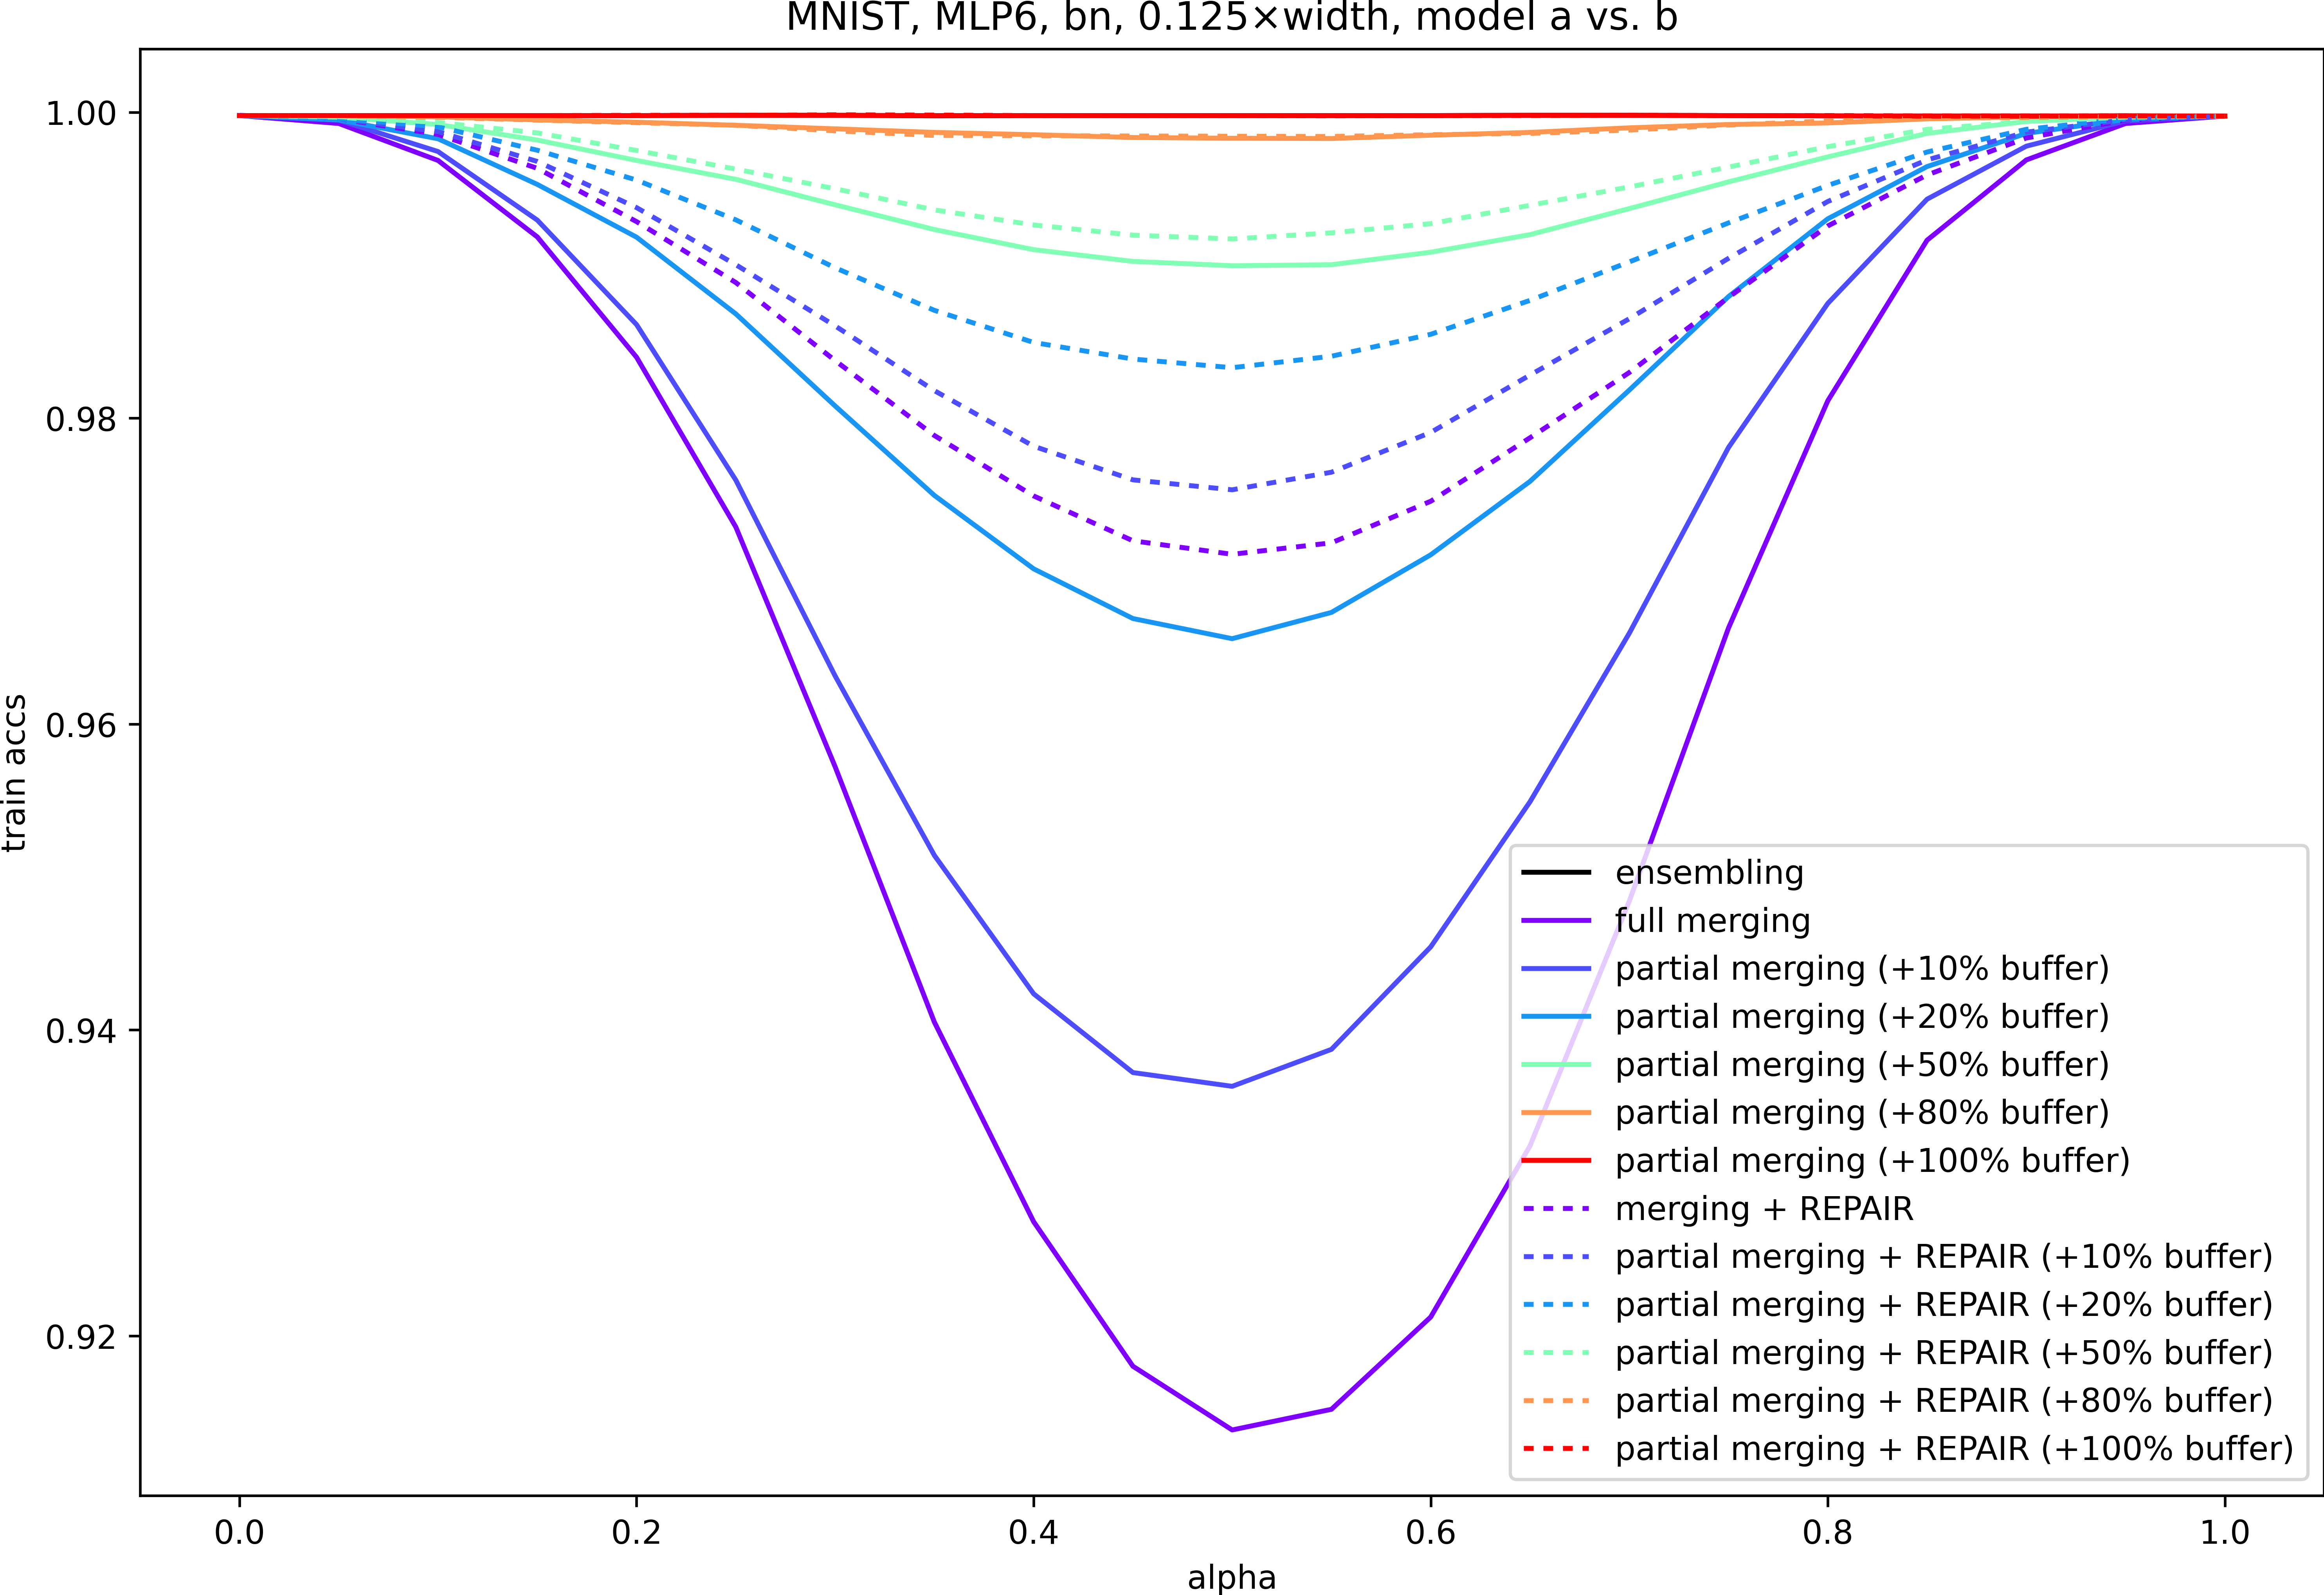 MNIST, MLP6, bn, 0.125×width, model a vs. b
1.00
0.98
0.96
0.94
0.92
train accs
ensembling
full merging
partial merging (+10% buffer)
partial merging (+20% buffer)
partial merging (+50% buffer)
partial merging (+80% buffer)
partial merging (+100% buffer)
merging + REPAIR
partial merging + REPAIR (+10% buffer)
partial merging + REPAIR (+20% buffer)
partial merging + REPAIR (+50% buffer)
partial merging + REPAIR (+80% buffer)
partial merging + REPAIR (+100% buffer)
0.0 0.2 0.4 0.6 0.8 1.0
alpha